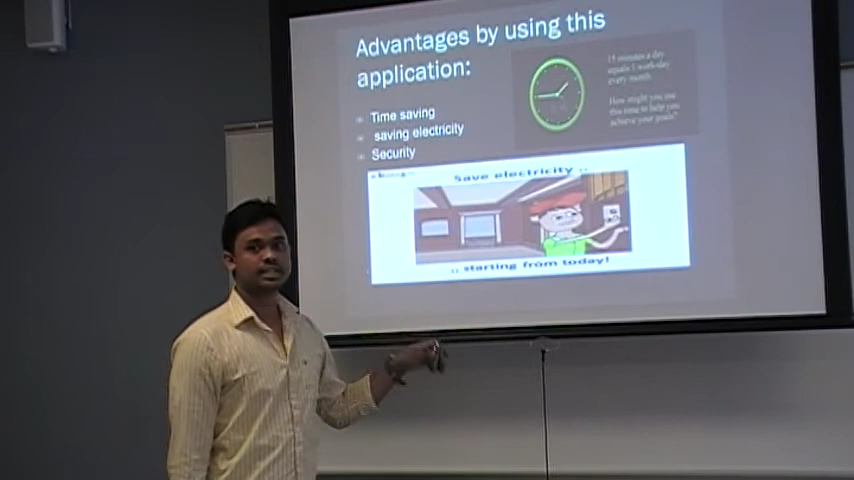 Advantages by using this
application:
15 minutes a day
equals 1 work-day
every month.
How might you use
this time to help you
achieve your goals?
Time saving
saving electricity
Security
Save electricity ..
:: starting from today!